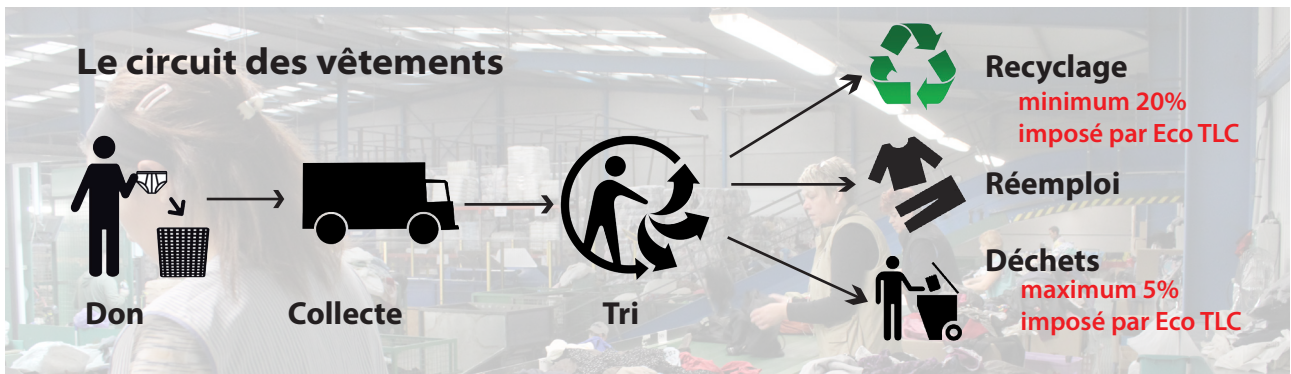 Le circuit des vêtements
Don
Collecte
Tri
Recyclage
minimum 20%
imposé par Eco TLC
Réemploi
Déchets
maximum 5%
imposé par Eco TLC